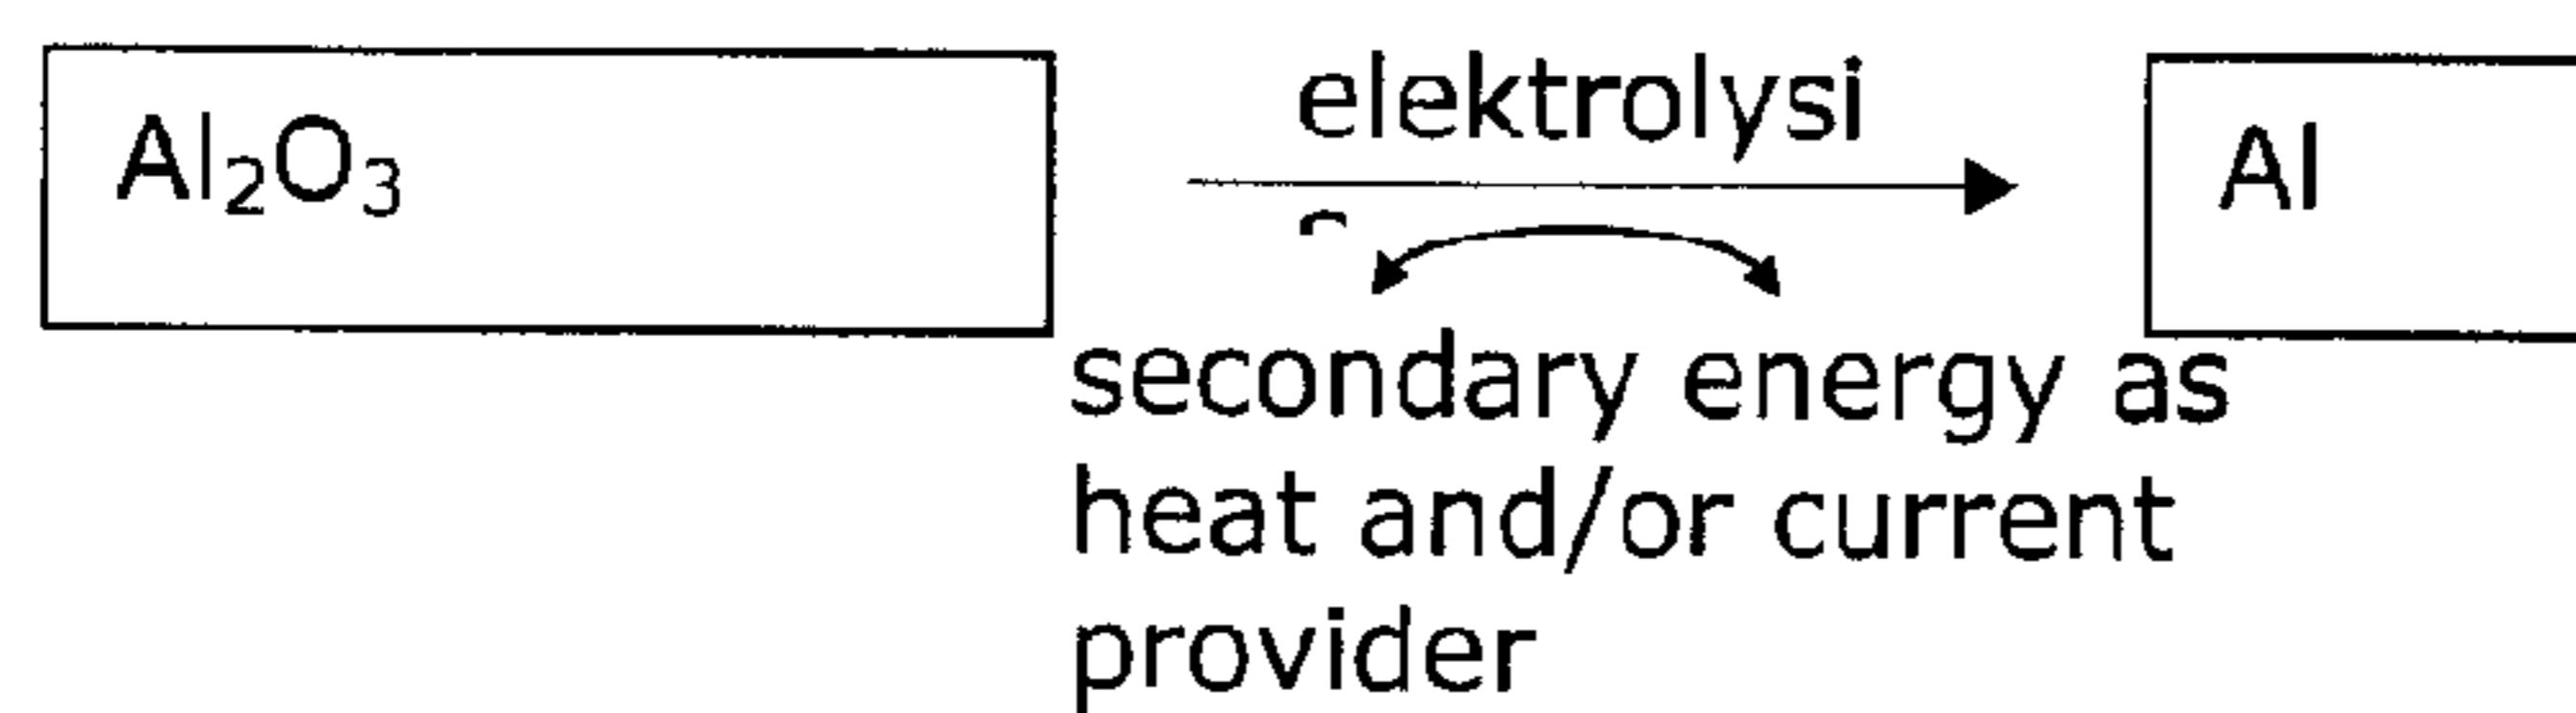 Al₂O₃
elektrolysi
Al
secondary energy as
heat and/or current
provider